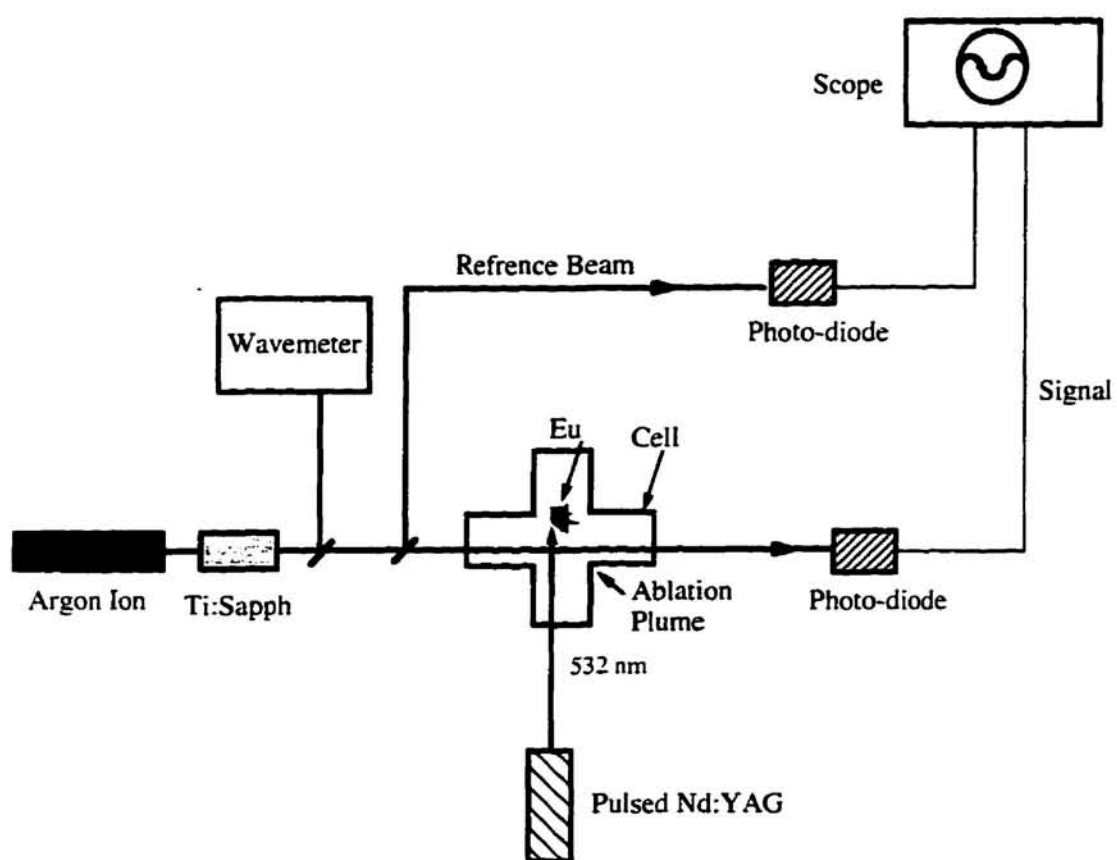 Scope
Refrence Beam
Photo-diode
Wavemeter
Signal
Eu
Cell
Argon Ion
Ti:Sapph
Ablation
Plume
Photo-diode
532 nm
Pulsed Nd:YAG